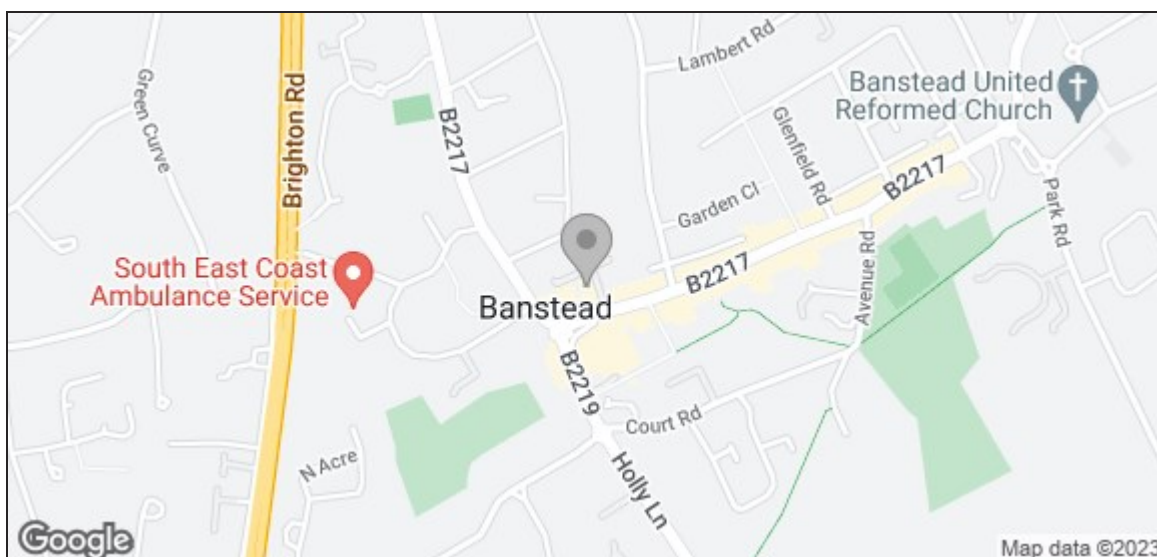 Lambert Rd
Green Curve
Brighton Rd
B2217
Banstead United
Reformed Church
Glenfield Rd
B2217
Garden Cl
Park Rd
South East Coast
Ambulance Service
B2217
Avenue Rd
Banstead
B2219
Court Rd
N Acre
Holly Ln
Google
Map data ©2023